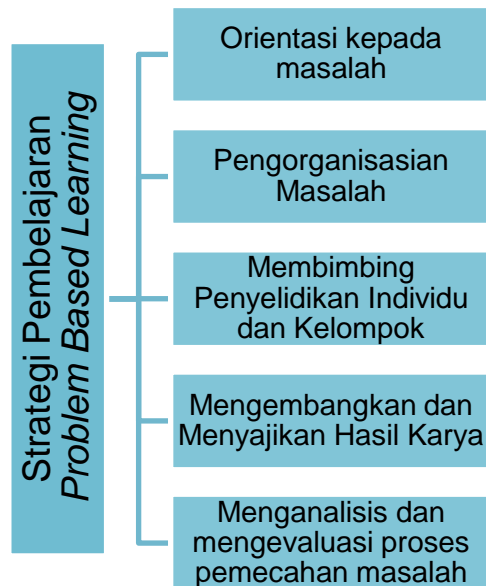 Strategi Pembelajaran
Problem Based Learning
Orientasi kepada
masalah
Pengorganisasian
Masalah
Membimbing
Penyelidikan Individu
dan Kelompok
Mengembangkan dan
Menyajikan Hasil Karya
Menganalisis dan
mengevaluasi proses
pemecahan masalah